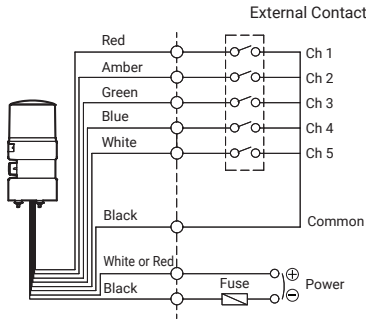 External Contact
Red
Ch 1
Amber
Ch 2
Green
Ch 3
Blue
Ch 4
White
Ch 5
Black
Common
White or Red
⊕
Fuse
Power
Black
⊖